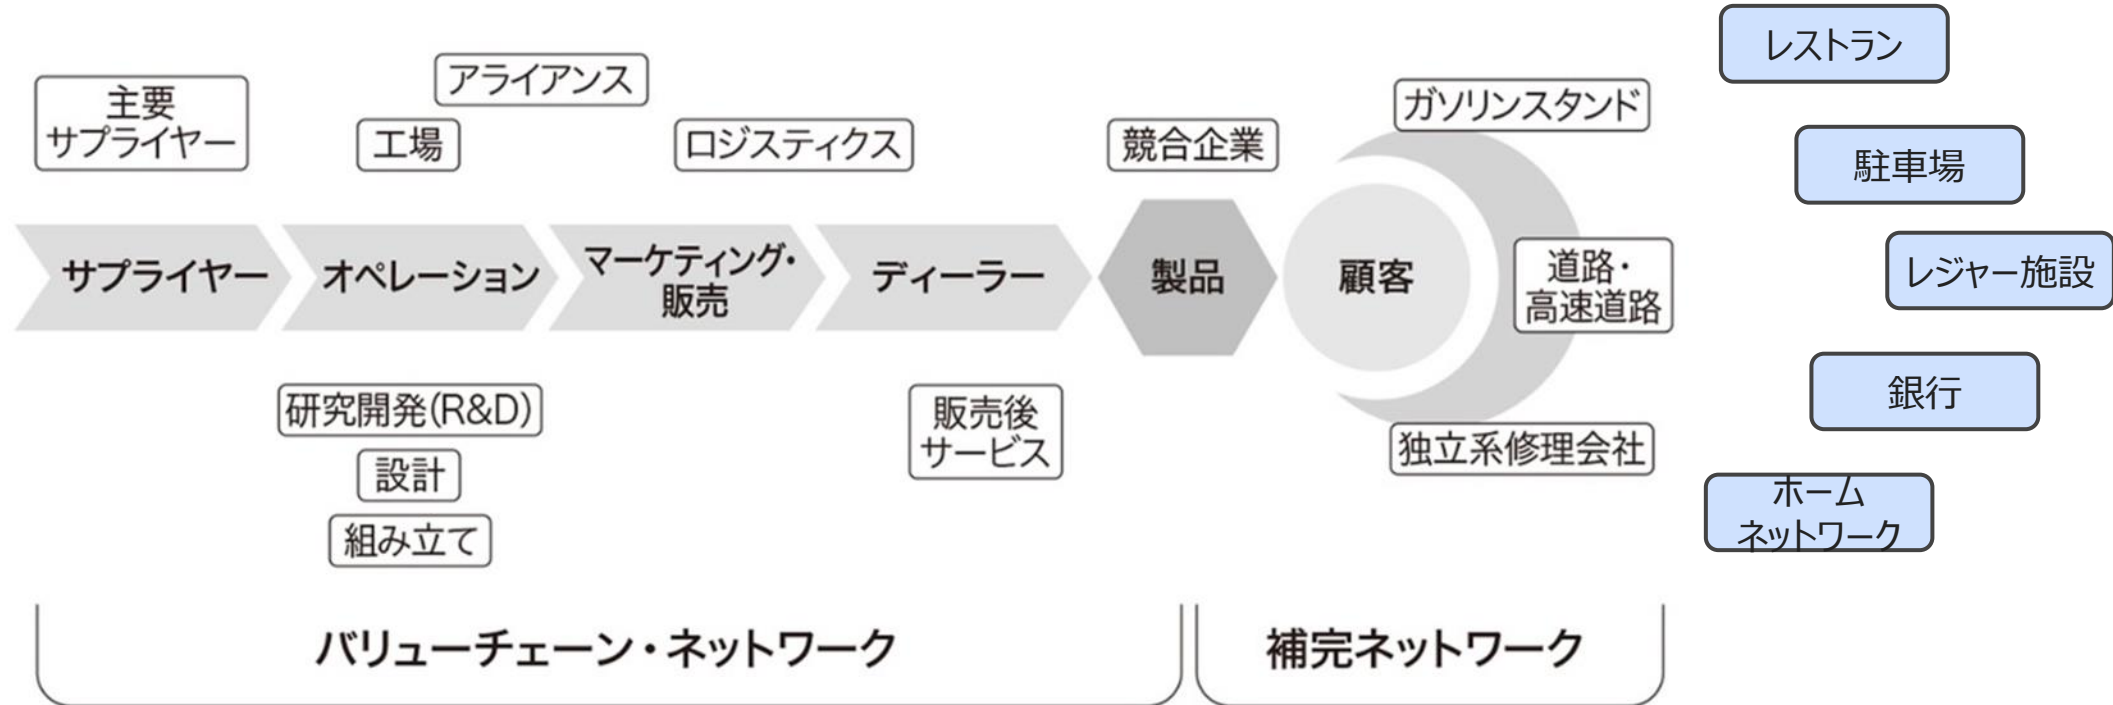 レストラン
アライアンス
主要
サプライヤー
ガソリンスタンド
工場
ロジスティクス
競合企業
駐車場
サプライヤー
オペレーション
マーケティング・
販売
ディーラー
製品
顧客
道路・
高速道路
レジャー施設
研究開発(R&D)
設計
組み立て
販売後
サービス
独立系修理会社
銀行
ホーム
ネットワーク
バリューチェーン・ネットワーク
補完ネットワーク